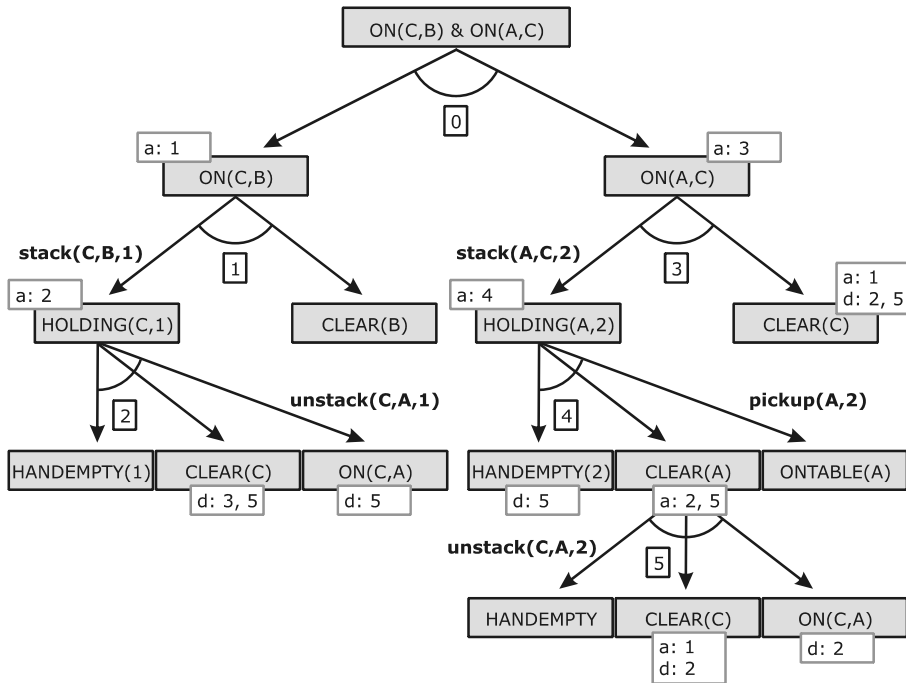 ON(C,B) & ON(A,C)
0
a: 1
a: 3
ON(C,B)
ON(A,C)
stack(C,B,1)
1
stack(A,C,2)
3
a: 2
a: 4
a: 1
d: 2, 5
HOLDING(C,1)
CLEAR(B)
HOLDING(A,2)
CLEAR(C)
2
unstack(C,A,1)
4
pickup(A,2)
HANDEMPTY(1)
CLEAR(C)
ON(C,A)
HANDEMPTY(2)
CLEAR(A)
ONTABLE(A)
d: 3, 5
d: 5
d: 5
a: 2, 5
unstack(C,A,2)
5
HANDEMPTY
CLEAR(C)
ON(C,A)
a: 1
d: 2
d: 2